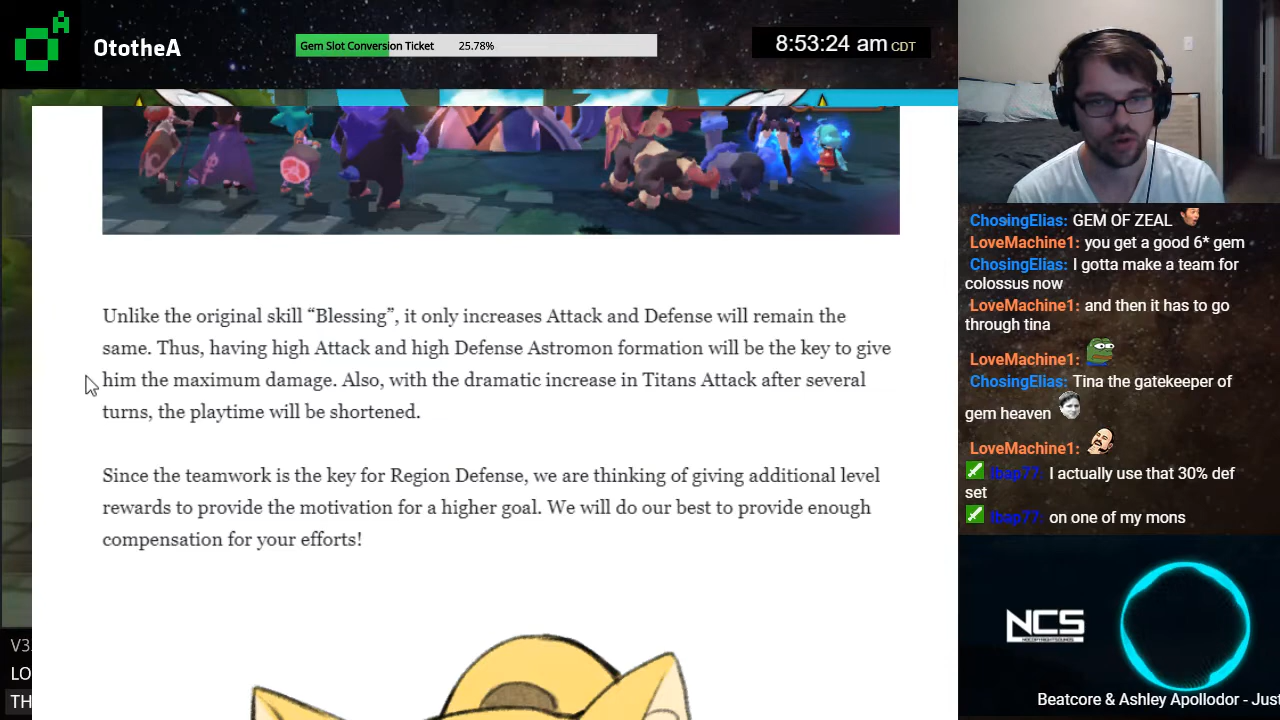 OtotheA
Gem Slot Conversion Ticket 25.78%
8:53:24 am CDT
Unlike the original skill “Blessing”, it only increases Attack and Defense will remain the
same. Thus, having high Attack and high Defense Astromon formation will be the key to give
him the maximum damage. Also, with the dramatic increase in Titans Attack after several
turns, the playtime will be shortened.
Since the teamwork is the key for Region Defense, we are thinking of giving additional level
rewards to provide the motivation for a higher goal. We will do our best to provide enough
compensation for your efforts!
ChosingElias: GEM OF ZEAL
LoveMachine1: you get a good 6* gem
ChosingElias: I gotta make a team for
colossus now
LoveMachine1: and then it has to go
through tina
LoveMachine1:
ChosingElias: Tina the gatekeeper of
gem heaven
LoveMachine1:
lbap77: I actually use that 30% def
set
lbap77: on one of my mons
NCS
Beatcore & Ashley Apollodor - Just
V3
LO
TH